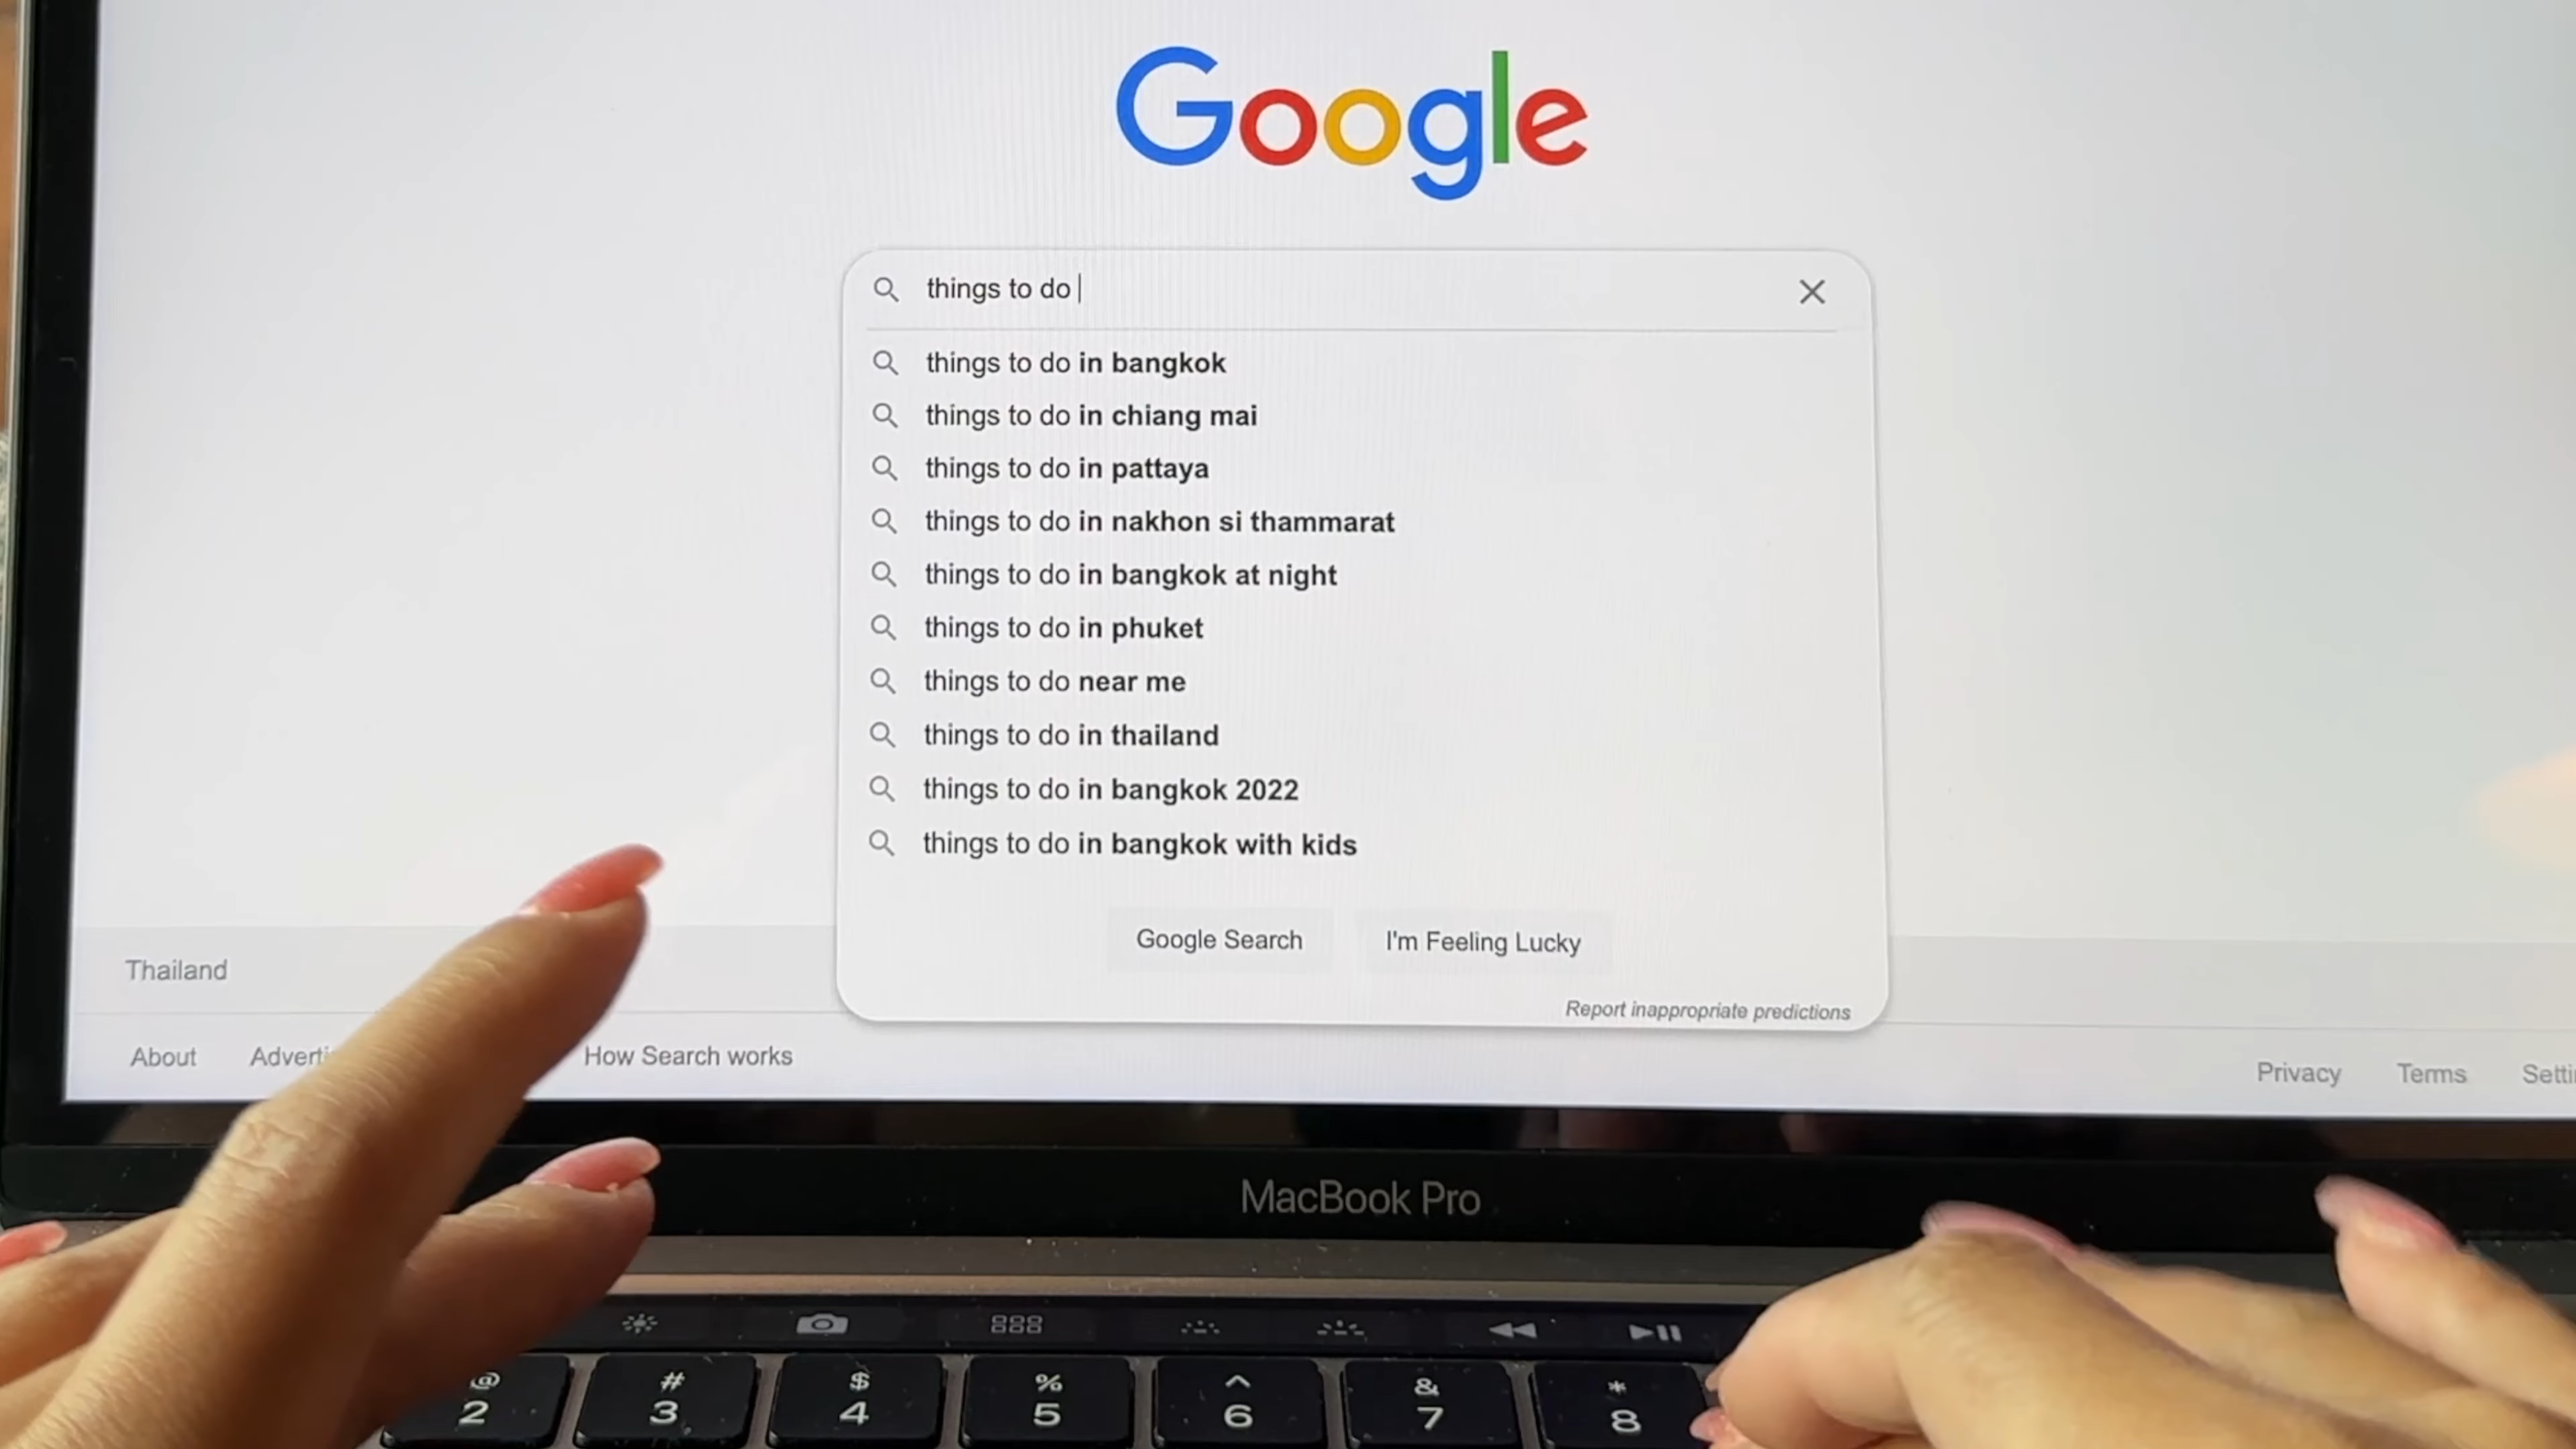 Google
things to do
things to do in bangkok
things to do in chiang mai
things to do in pattaya
things to do in nakhon si thammarat
things to do in bangkok at night
things to do in phuket
things to do near me
things to do in thailand
things to do in bangkok 2022
things to do in bangkok with kids
Google Search I'm Feeling Lucky
Report inappropriate predictions
Thailand
About How Search works Privacy Terms
MacBook Pro
@ # $ % ^ & *
2 3 4 5 6 7 8